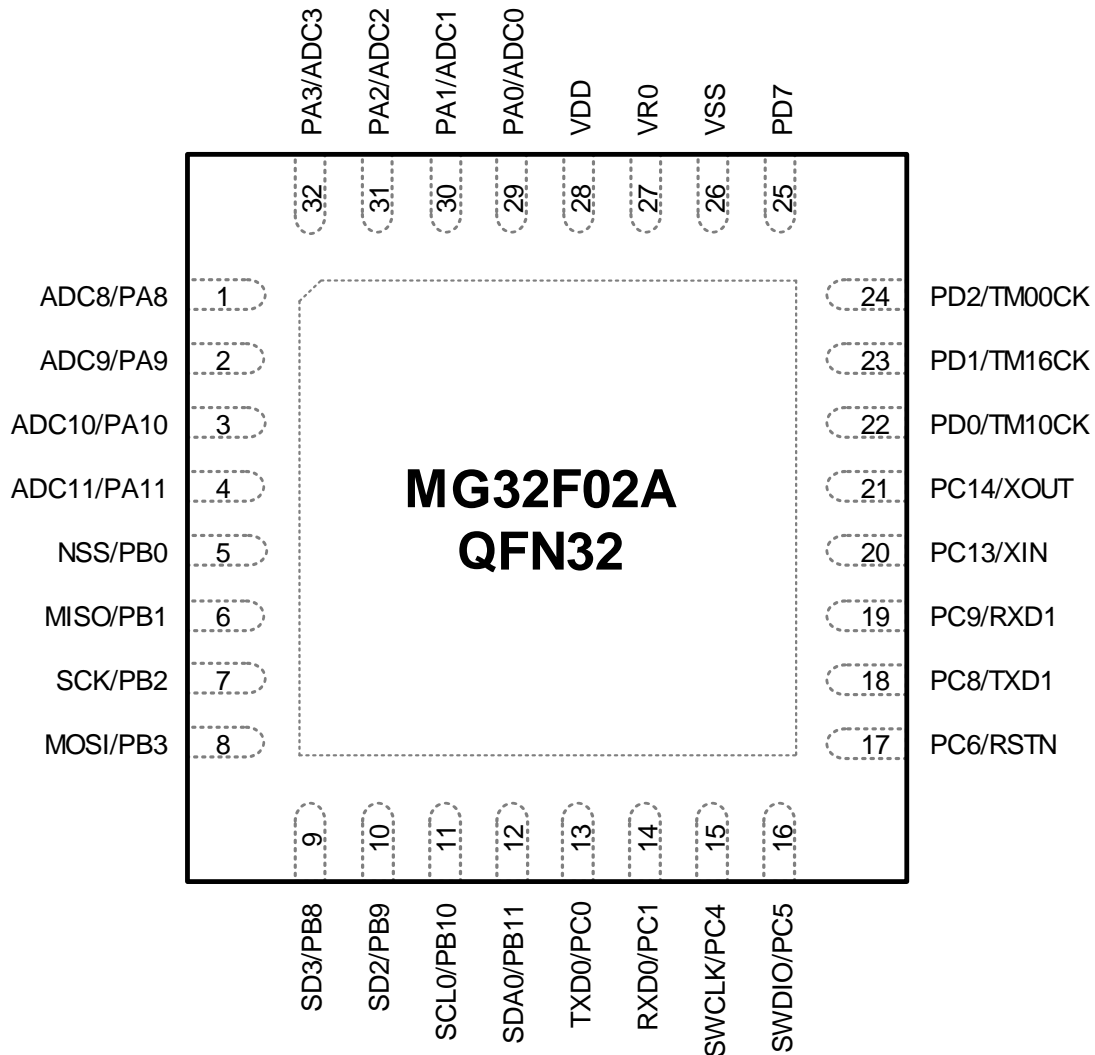 PA3/ADC3
PA2/ADC2
PA1/ADC1
PA0/ADC0
VDD
VR0
VSS
PD7
32
31
30
29
28
27
26
25
ADC8/PA8 1
24 PD2/TM00CK
ADC9/PA9 2
23 PD1/TM16CK
ADC10/PA10 3
22 PD0/TM10CK
ADC11/PA11 4
21 PC14/XOUT
NSS/PB0 5
20 PC13/XIN
MISO/PB1 6
19 PC9/RXD1
SCK/PB2 7
18 PC8/TXD1
MOSI/PB3 8
17 PC6/RSTN
MG32F02A
QFN32
9
10
11
12
13
14
15
16
SD3/PB8
SD2/PB9
SCL0/PB10
SDA0/PB11
TXD0/PC0
RXD0/PC1
SWCLK/PC4
SWDIO/PC5